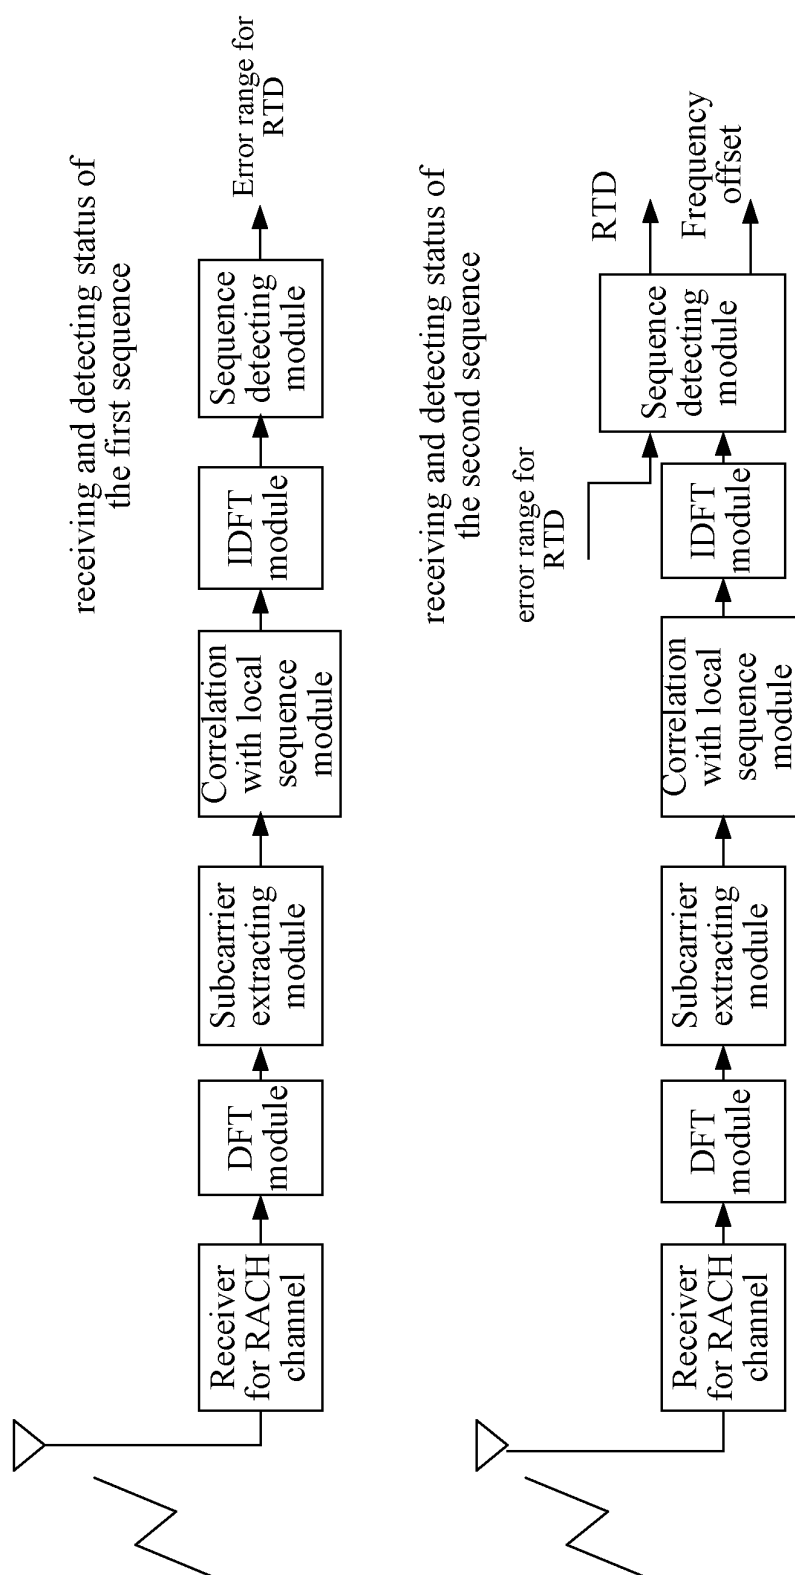 receiving and detecting status of
the first sequence
Receiver
for RACH
channel
DFT
module
Subcarrier
extracting
module
Correlation
with local
sequence
module
IDFT
module
Sequence
detecting
module
Error range for
RTD
receiving and detecting status of
the second sequence
error range for
RTD
Receiver
for RACH
channel
DFT
module
Subcarrier
extracting
module
Correlation
with local
sequence
module
IDFT
module
Sequence
detecting
module
RTD
Frequency
offset